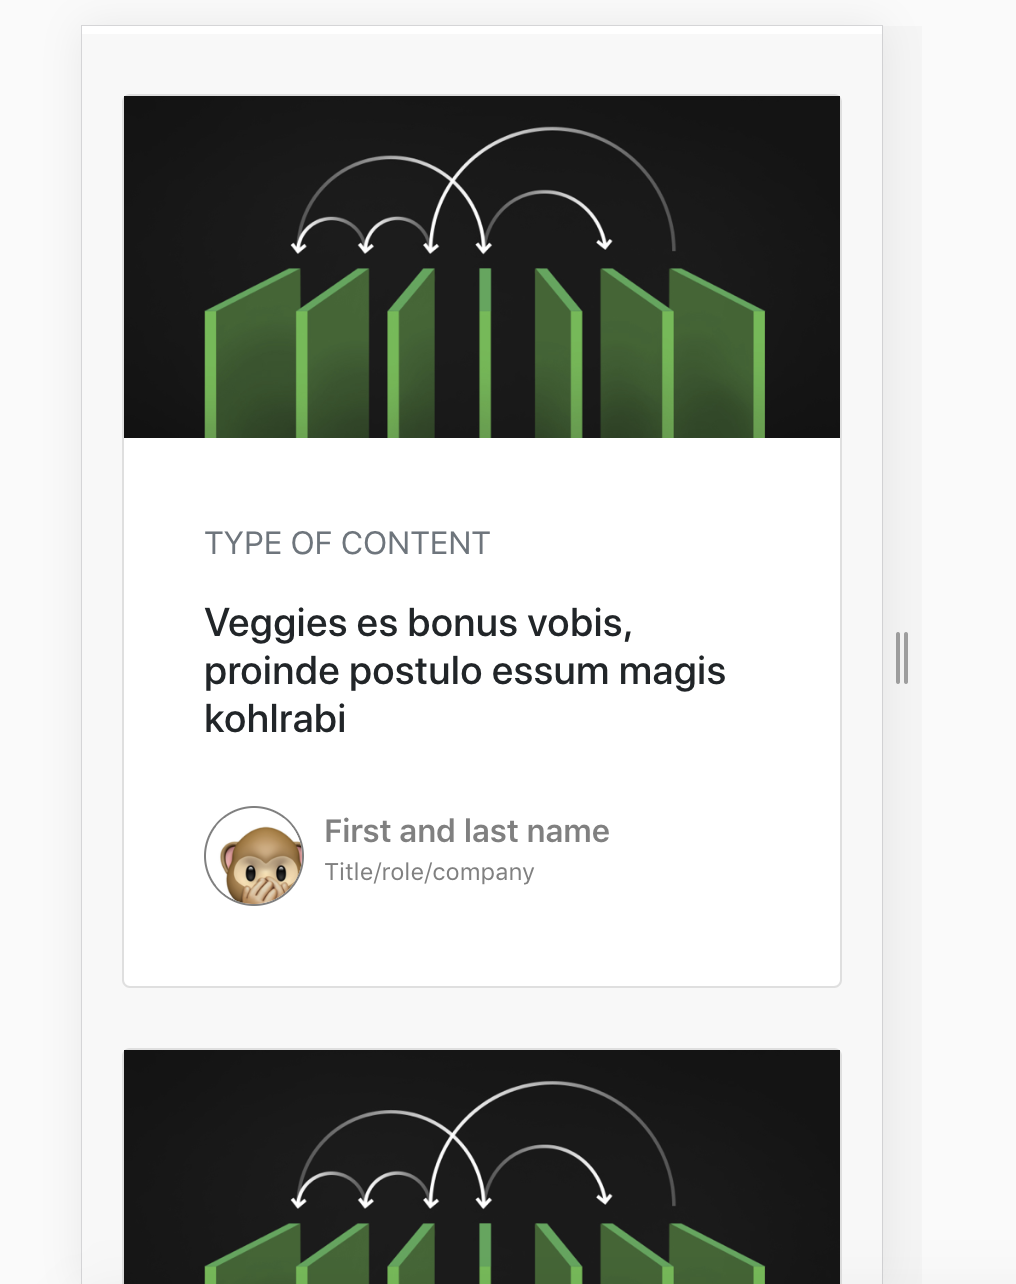 TYPE OF CONTENT
Veggies es bonus vobis,
proinde postulo essum magis
kohlrabi
First and last name
Title/role/company